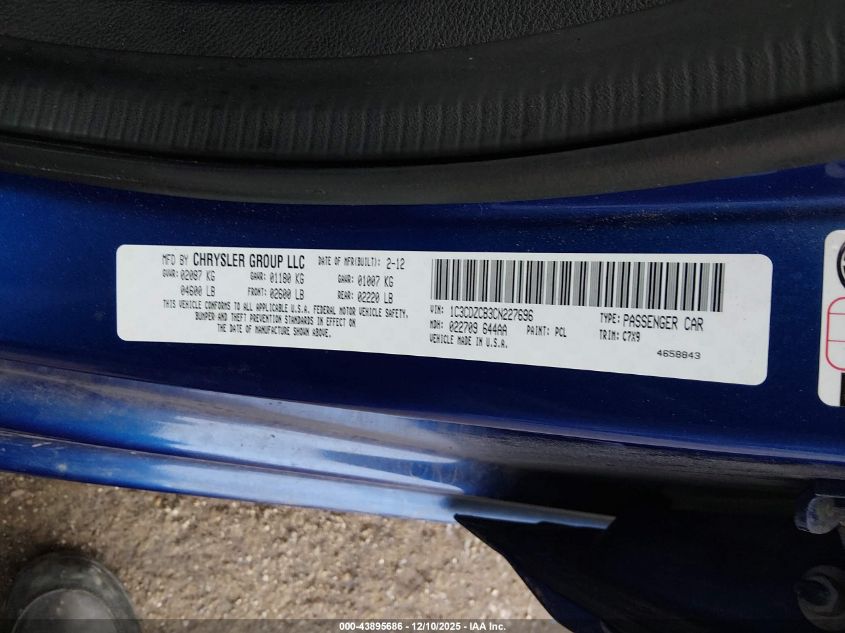 MFD BY CHRYSLER GROUP LLC DATE OF MFR(BUILT): 2-12
GVWR: 02087 KG GAWR: 01180 KG GAWR: 01007 KG
04600 LB FRONT: 02600 LB REAR: 02220 LB
THIS VEHICLE CONFORMS TO ALL APPLICABLE U.S.A. FEDERAL MOTOR VEHICLE SAFETY,
BUMPER AND THEFT PREVENTION STANDARDS IN EFFECT ON
THE DATE OF MANUFACTURE SHOWN ABOVE.
VIN: 1C3CDZCB3CN227696 TYPE: PASSENGER CAR
MDH: 022709 644AA PAINT: PCL TRIM: C7X9
VEHICLE MADE IN U.S.A. 4658843
000-43895686 - 12/10/2025 - IAA, Inc.